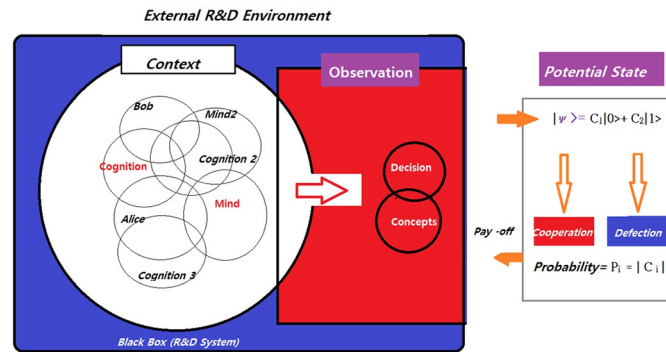 External R&D Environment
Context
Observation
Potential State
Bob
Mind2
Cognition
Cognition 2
Mind
Alice
Cognition 3
Decision
Concepts
|Ψ >= C1|0>+ C2|1>
Pay -off
Cooperation
Defection
Probability= Pi = | C i |
Black Box (R&D System)